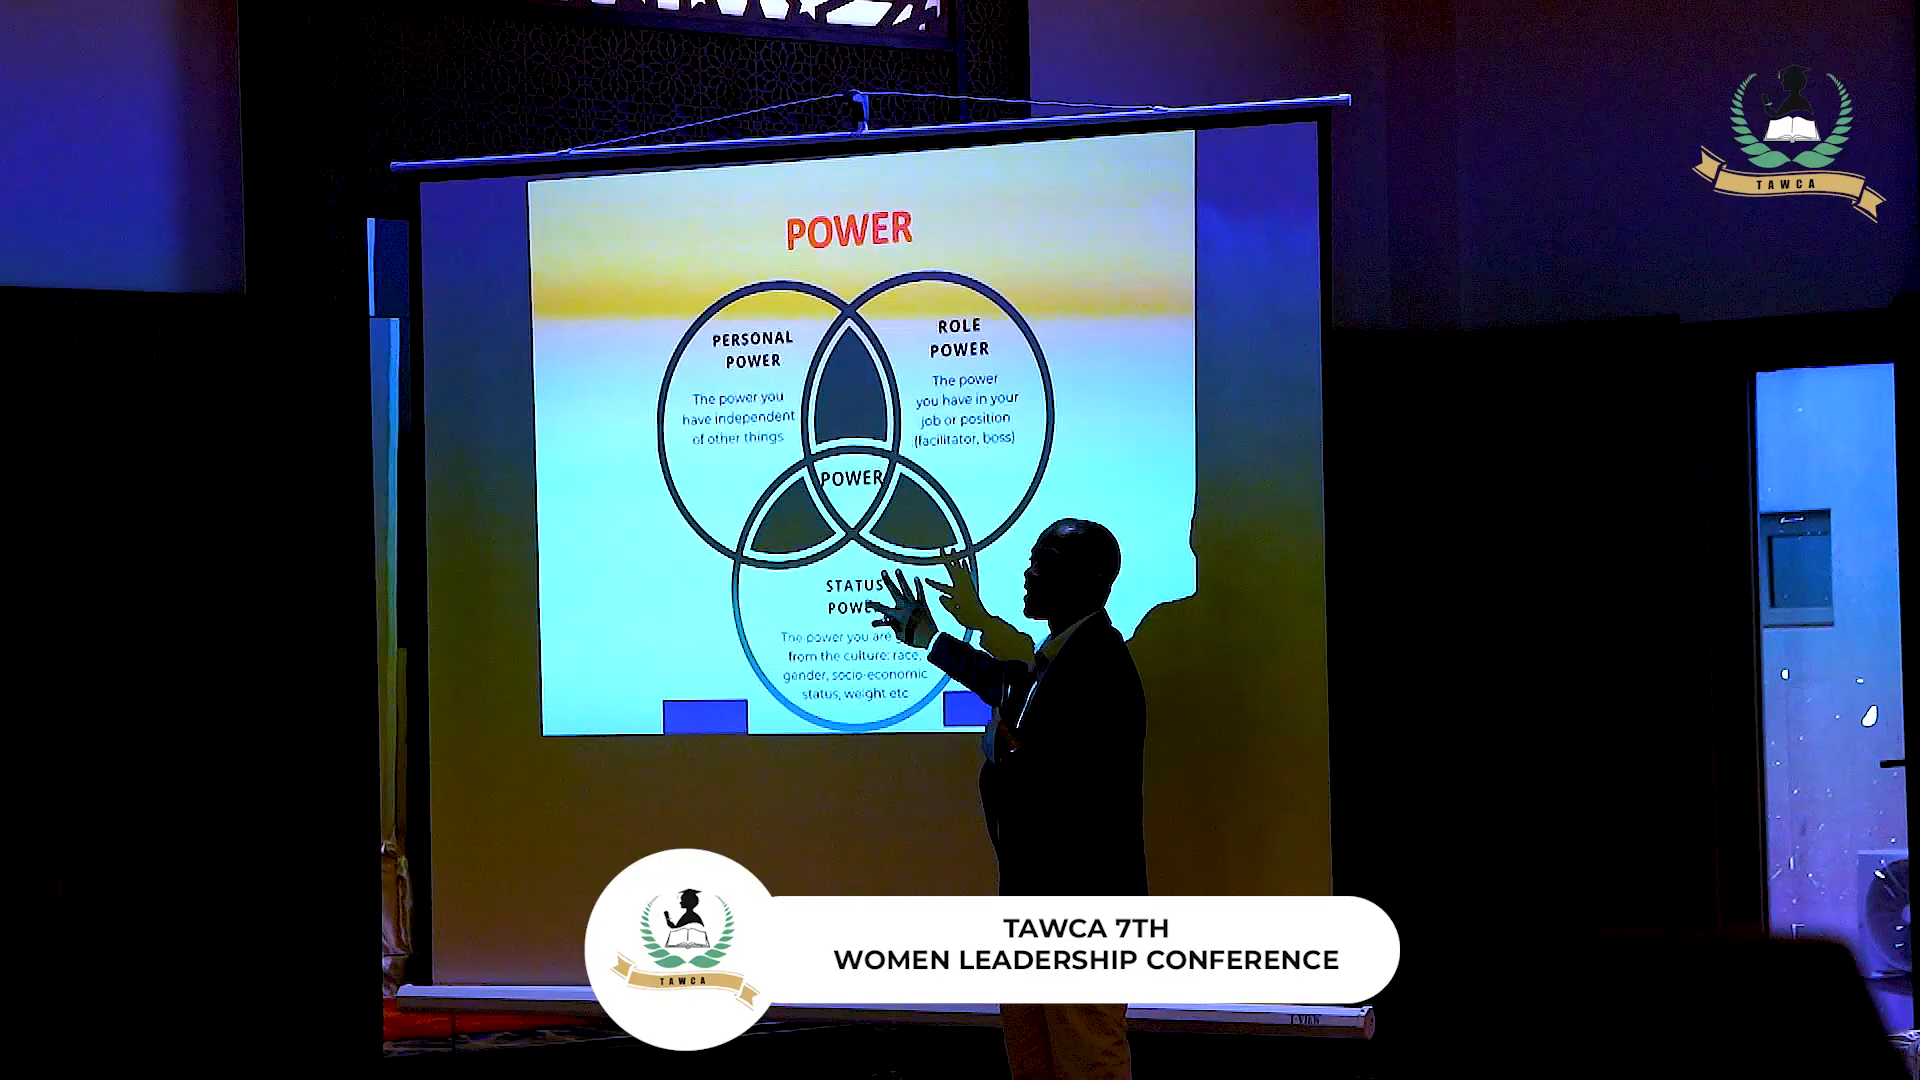 TAWCA
POWER
PERSONAL
POWER
The power you
have independent
of other things
ROLE
POWER
The power
you have in your
job or position
(facilitator, boss)
POWER
STATUS
POWER
The power you are
from the culture: race,
gender, socio-economic
status, weight etc
TAWCA 7TH
WOMEN LEADERSHIP CONFERENCE
TAWCA